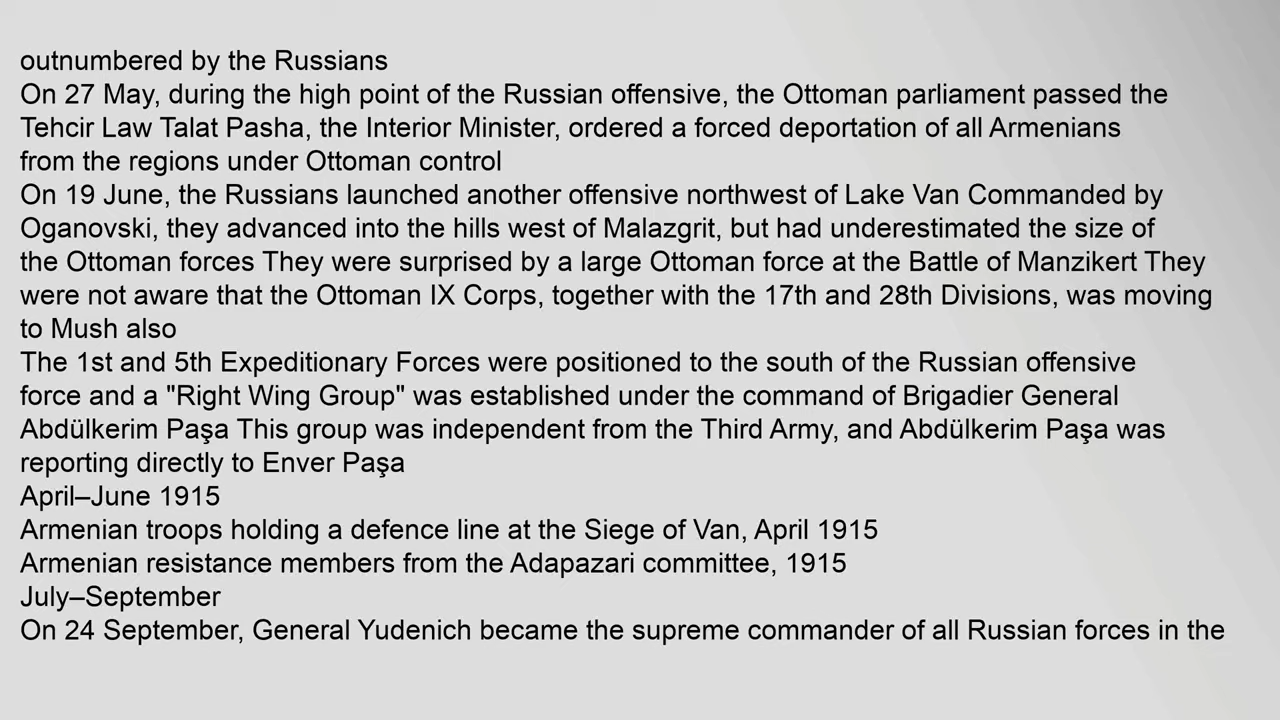 outnumbered by the Russians
On 27 May, during the high point of the Russian offensive, the Ottoman parliament passed the
Tehcir Law Talat Pasha, the Interior Minister, ordered a forced deportation of all Armenians
from the regions under Ottoman control
On 19 June, the Russians launched another offensive northwest of Lake Van Commanded by
Oganovski, they advanced into the hills west of Malazgrit, but had underestimated the size of
the Ottoman forces They were surprised by a large Ottoman force at the Battle of Manzikert They
were not aware that the Ottoman IX Corps, together with the 17th and 28th Divisions, was moving
to Mush also
The 1st and 5th Expeditionary Forces were positioned to the south of the Russian offensive
force and a "Right Wing Group" was established under the command of Brigadier General
Abdülkerim Paşa This group was independent from the Third Army, and Abdülkerim Paşa was
reporting directly to Enver Paşa
April–June 1915
Armenian troops holding a defence line at the Siege of Van, April 1915
Armenian resistance members from the Adapazari committee, 1915
July–September
On 24 September, General Yudenich became the supreme commander of all Russian forces in the